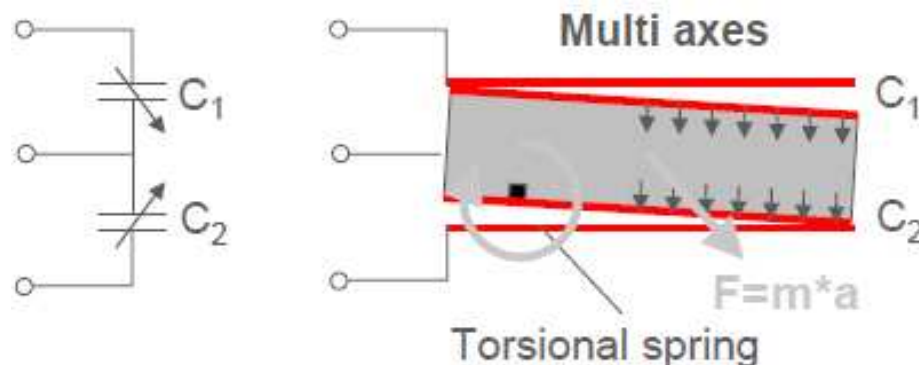 Multi axes
C₁
C₁
C₂
C₂
F=m*a
Torsional spring